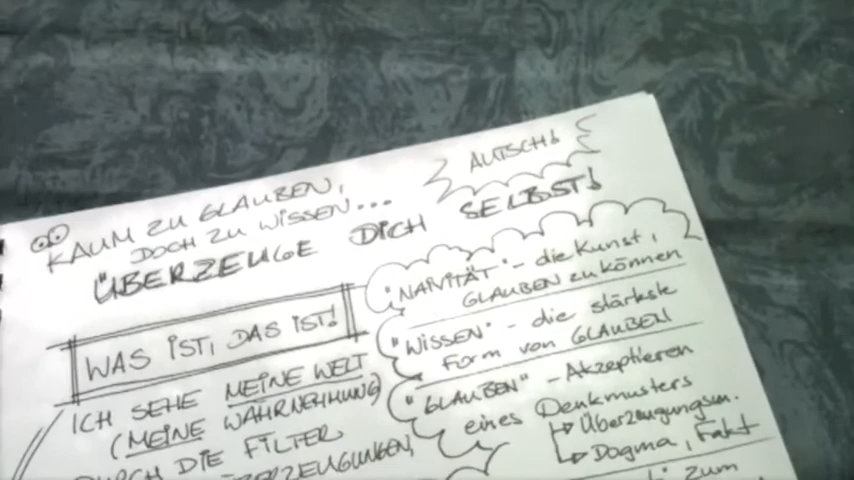 KAUM ZU GLAUBEN,
DOCH ZU WISSEN...
AUTSCH!
ÜBERZEUGE DICH SELBST!
WAS IST, DAS IST!
ICH SEHE MEINE WELT
(MEINE WAHRNEHMUNG)
DURCH DIE FILTER
"NAIVITÄT" - die Kunst,
GLAUBEN zu können
"WISSEN" - die stärkste
Form von GLAUBEN!
"GLAUBEN" - Akzeptieren
eines Denkmusters
Überzeugungsm.
Dogma, Fakt
zum